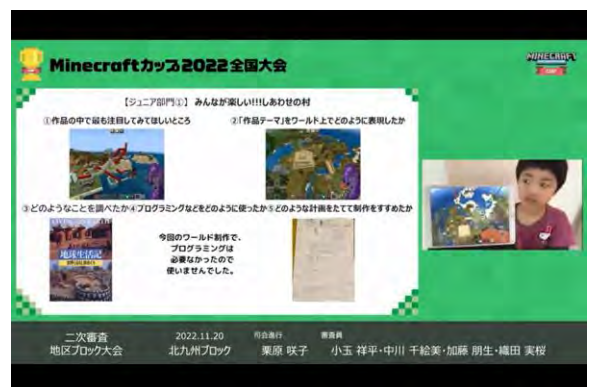 Minecraftカップ2022全国大会
MINECRAFT
CUP
【ジュニア部門①】 みんなが楽しい!!!しあわせの村
①作品の中で最も注目してみてほしいところ
②「作品テーマ」をワールド上でどのように表現したか
③どのようなことを調べたか④プログラミングなどをどのように使ったか⑤どのような計画をたてて制作をすすめたか
地球生活記
今回のワールド制作で、
プログラミングは
必要なかったので
使いませんでした。
二次審査
地区ブロック大会
2022.11.20
北九州ブロック
司会進行
栗原 咲子
審査員
小玉 祥平・中川 千絵美・加藤 朋生・織田 実桜